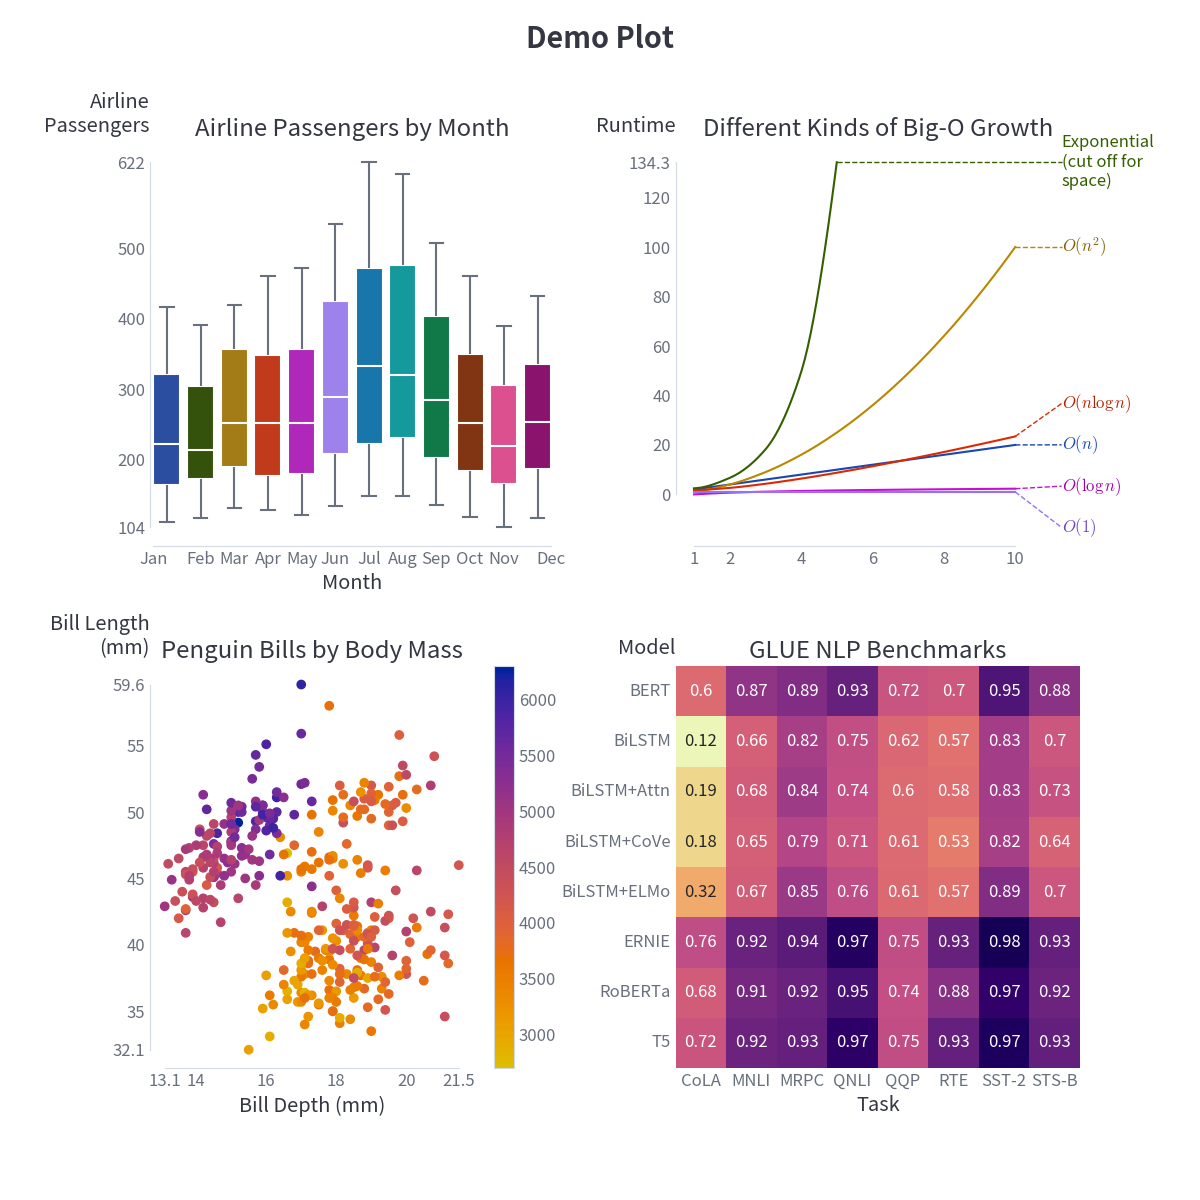 Demo Plot
Airline
Passengers
Airline Passengers by Month
622
500
400
300
200
104
Jan Feb Mar Apr May Jun Jul Aug Sep Oct Nov Dec
Month
Runtime
Different Kinds of Big-O Growth
134.3
120
100
80
60
40
20
0
Exponential
(cut off for
space)
O(n²)
O(n log n)
O(n)
O(log n)
O(1)
1 2 4 6 8 10
Bill Length
(mm)
Penguin Bills by Body Mass
59.6
55
50
45
40
35
32.1
13.1 14 16 18 20 21.5
Bill Depth (mm)
6000
5500
5000
4500
4000
3500
3000
Model
GLUE NLP Benchmarks
BERT 0.6 0.87 0.89 0.93 0.72 0.7 0.95 0.88
BiLSTM 0.12 0.66 0.82 0.75 0.62 0.57 0.83 0.7
BiLSTM+Attn 0.19 0.68 0.84 0.74 0.6 0.58 0.83 0.73
BiLSTM+CoVe 0.18 0.65 0.79 0.71 0.61 0.53 0.82 0.64
BiLSTM+ELMo 0.32 0.67 0.85 0.76 0.61 0.57 0.89 0.7
ERNIE 0.76 0.92 0.94 0.97 0.75 0.93 0.98 0.93
RoBERTa 0.68 0.91 0.92 0.95 0.74 0.88 0.97 0.92
T5 0.72 0.92 0.93 0.97 0.75 0.93 0.97 0.93
CoLA MNLI MRPC QNLI QQP RTE SST-2 STS-B
Task